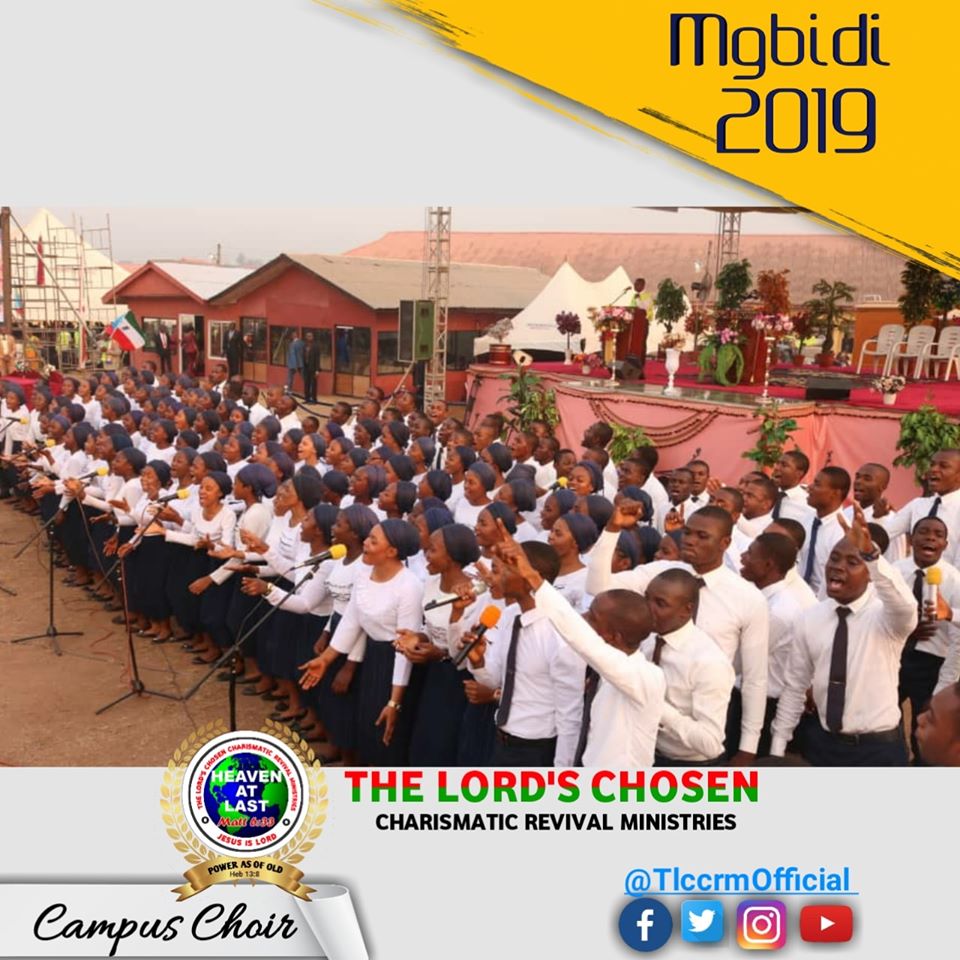 Mgbidi
2019
THE LORD'S CHOSEN
CHARISMATIC REVIVAL MINISTRIES
THE LORD'S CHOSEN CHARISMATIC REVIVAL MINISTRIES
HEAVEN
AT
LAST
Matt 6:33
JESUS IS LORD
POWER AS OF OLD
Heb 13:8
@TlccrmOfficial
Campus Choir